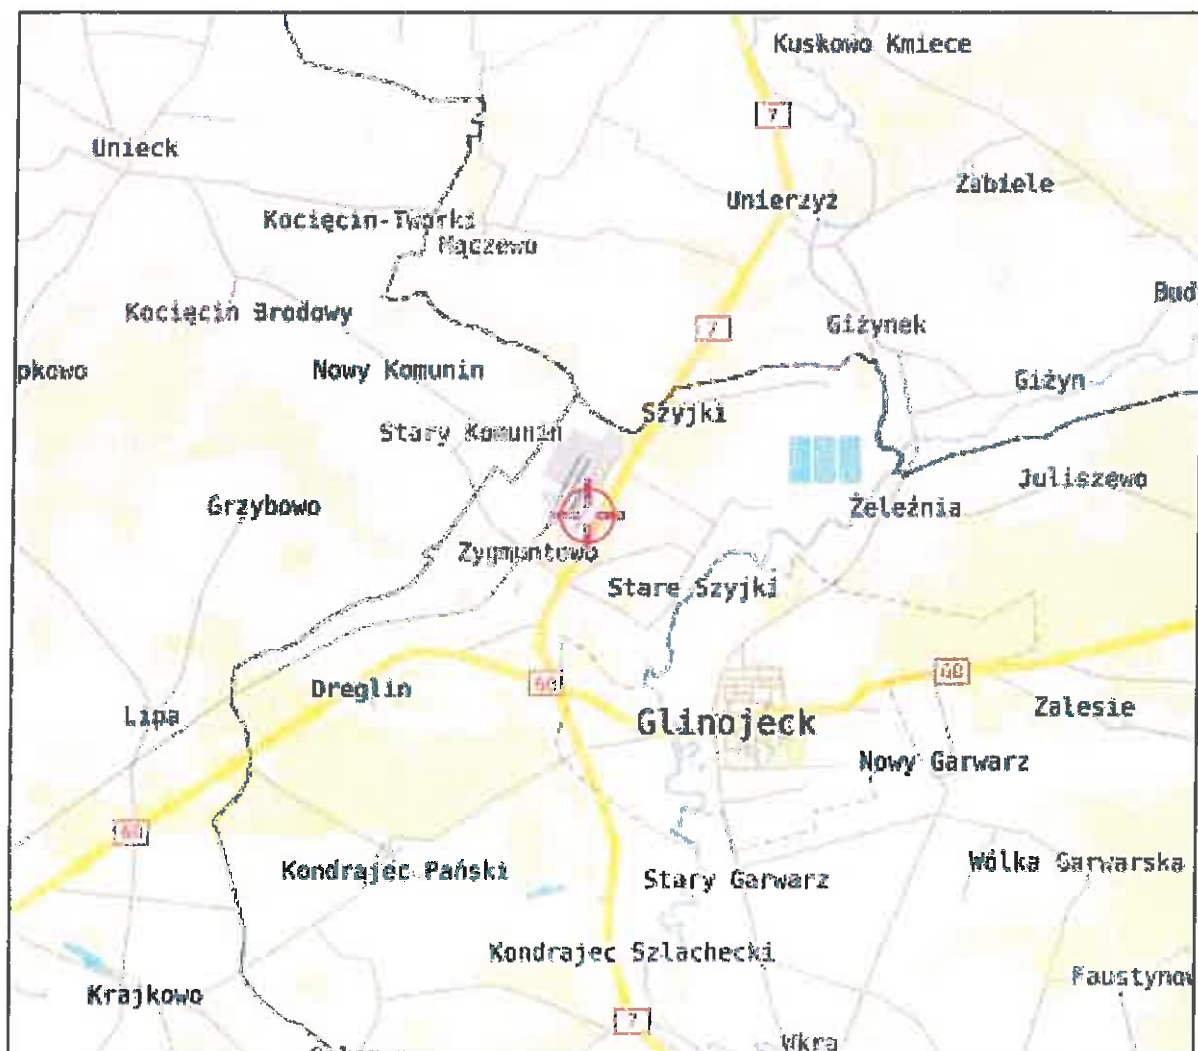 Kuskowo Kmiece
7
Unieck
Żabiele
Unierzyż
Kocięcin-Tworki
Mączewo
Bud
Kocięcin Brodowy
Giżynek
7
pkowo
Nowy Komunin
Giżyn
Szyjki
Stary Komunin
Juliszewo
Grzybowo
Żeleźnia
Zygmuntowo
Stare Szyjki
60
60
Dreglin
Zalesie
Lipa
Glinojeck
Nowy Garwarz
60
Wólka Garwarska
Kondrajec Pański
Stary Garwarz
Kondrajec Szlachecki
Faustynow
Krajkowo
7
Wkra